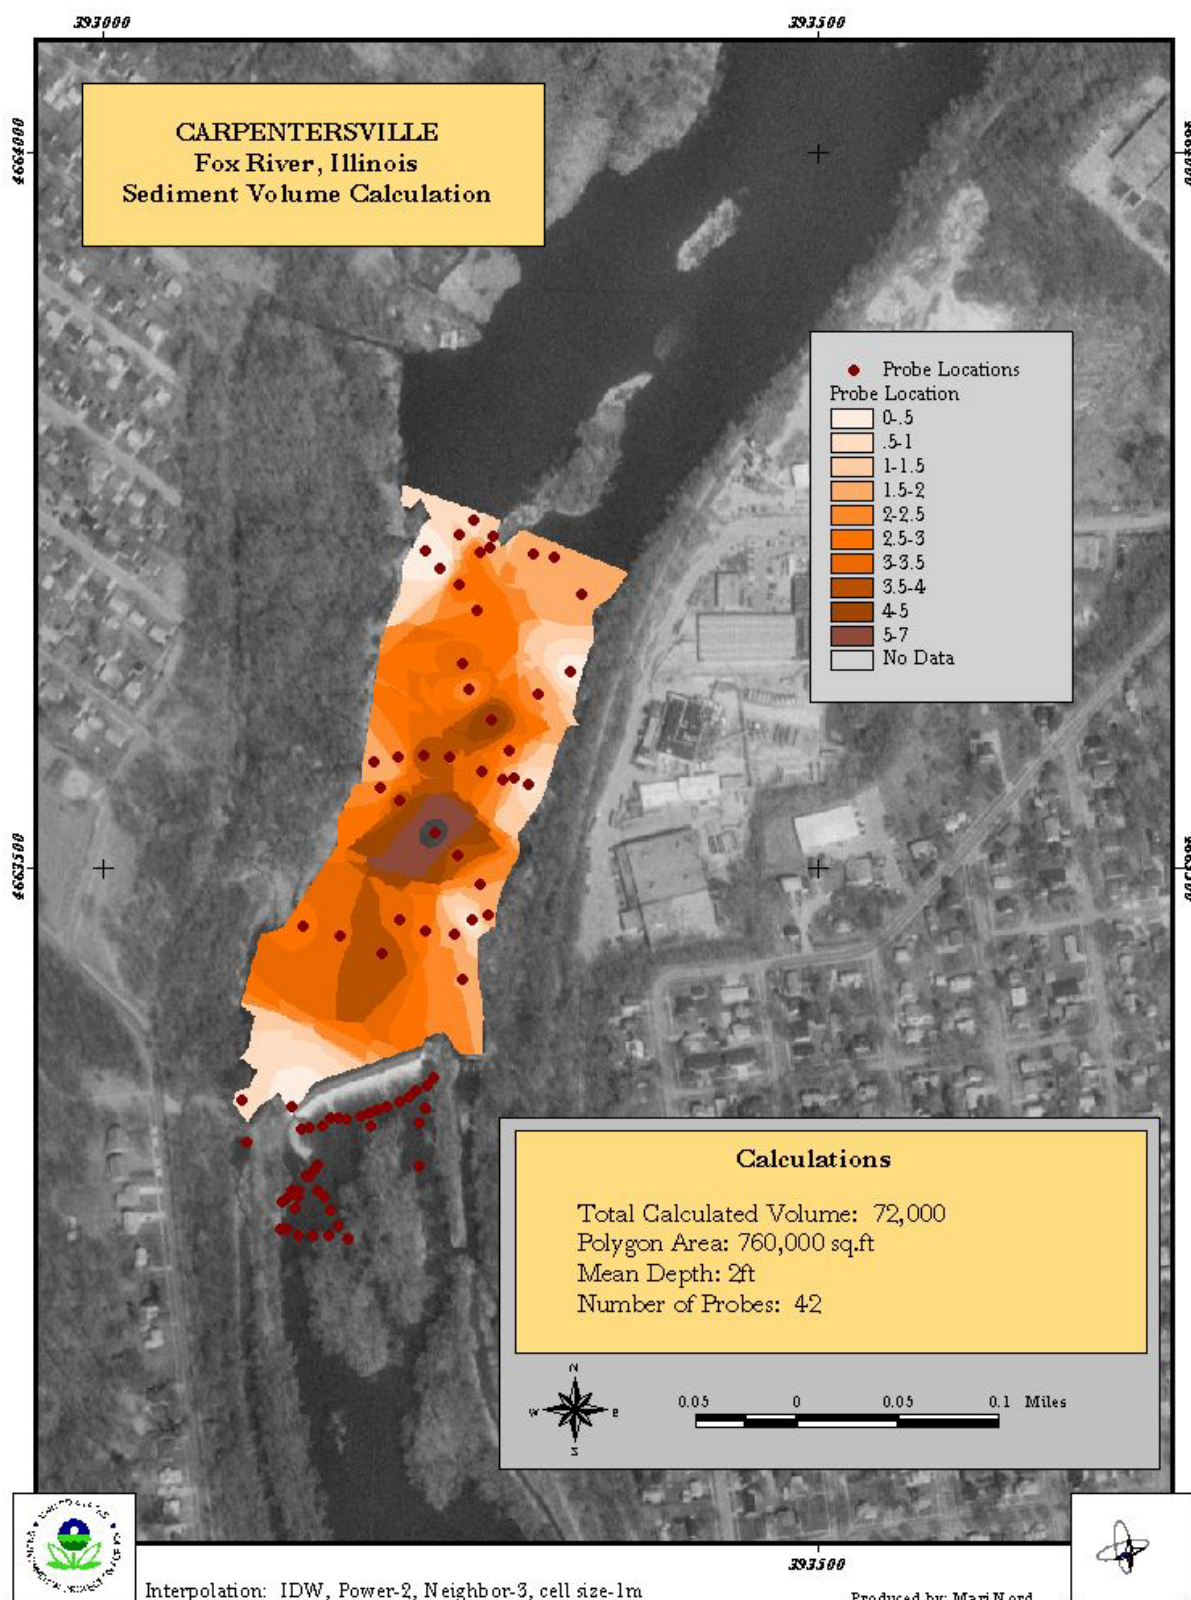 393000
393500
4664000
CARPENTERSVILLE
Fox River, Illinois
Sediment Volume Calculation
Probe Locations
Probe Location
0-.5
.5-1
1-1.5
1.5-2
2-2.5
2.5-3
3-3.5
3.5-4
4-5
5-7
No Data
4663500
Calculations
Total Calculated Volume: 72,000
Polygon Area: 760,000 sq.ft
Mean Depth: 2ft
Number of Probes: 42
N
W
E
S
0.05 0 0.05 0.1 Miles
393500
Interpolation: IDW, Power-2, Neighbor-3, cell size-1m
Produced by: Mari Nord